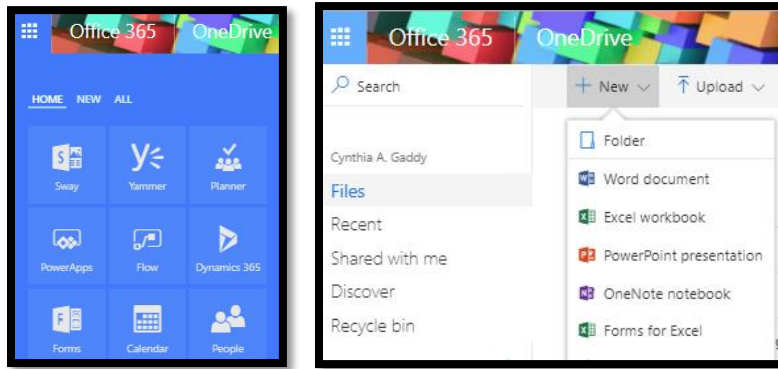 Office 365 OneDrive
HOME NEW ALL
S
Sway Yammer Planner
PowerApps Flow Dynamics 365
F
Forms Calendar People
Office 365 OneDrive
Search
New Upload
Cynthia A. Gaddy
Files
Recent
Shared with me
Discover
Recycle bin
Folder
Word document
Excel workbook
PowerPoint presentation
OneNote notebook
Forms for Excel